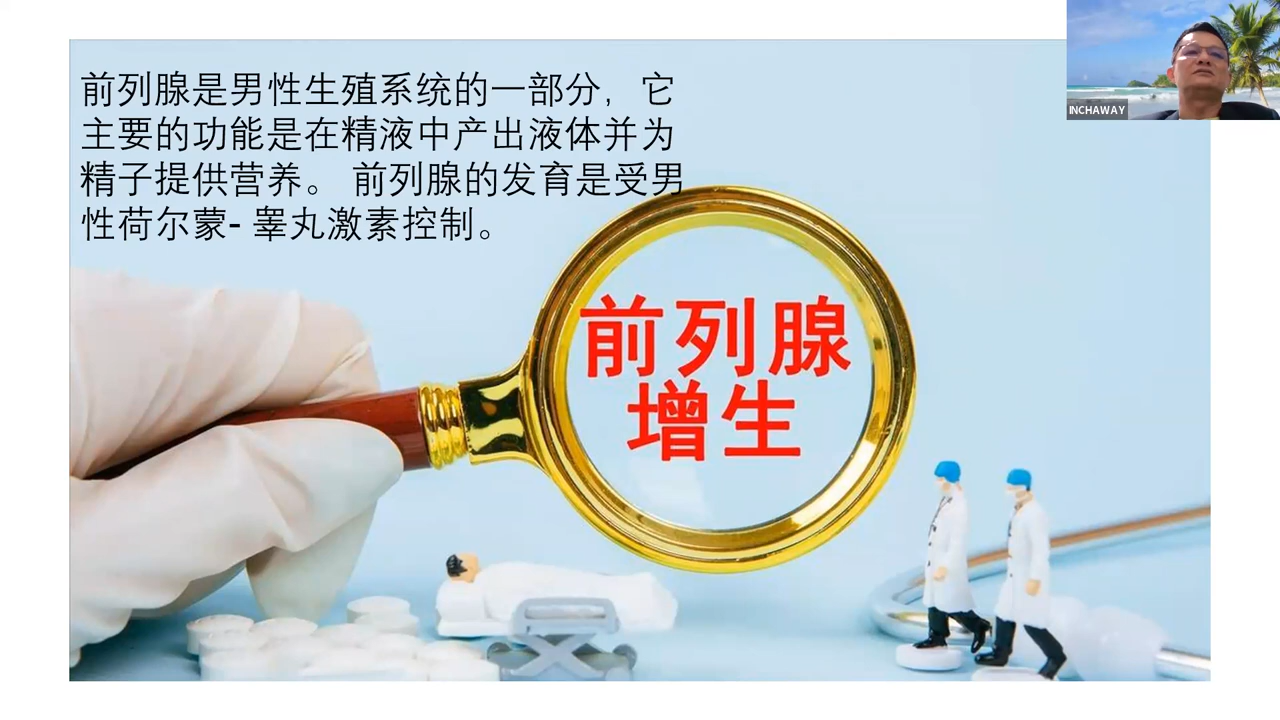 前列腺是男性生殖系统的一部分，它
主要的功能是在精液中产出液体并为
精子提供营养。 前列腺的发育是受男
性荷尔蒙- 睾丸激素控制。
前列腺
增生
INCHAWAY